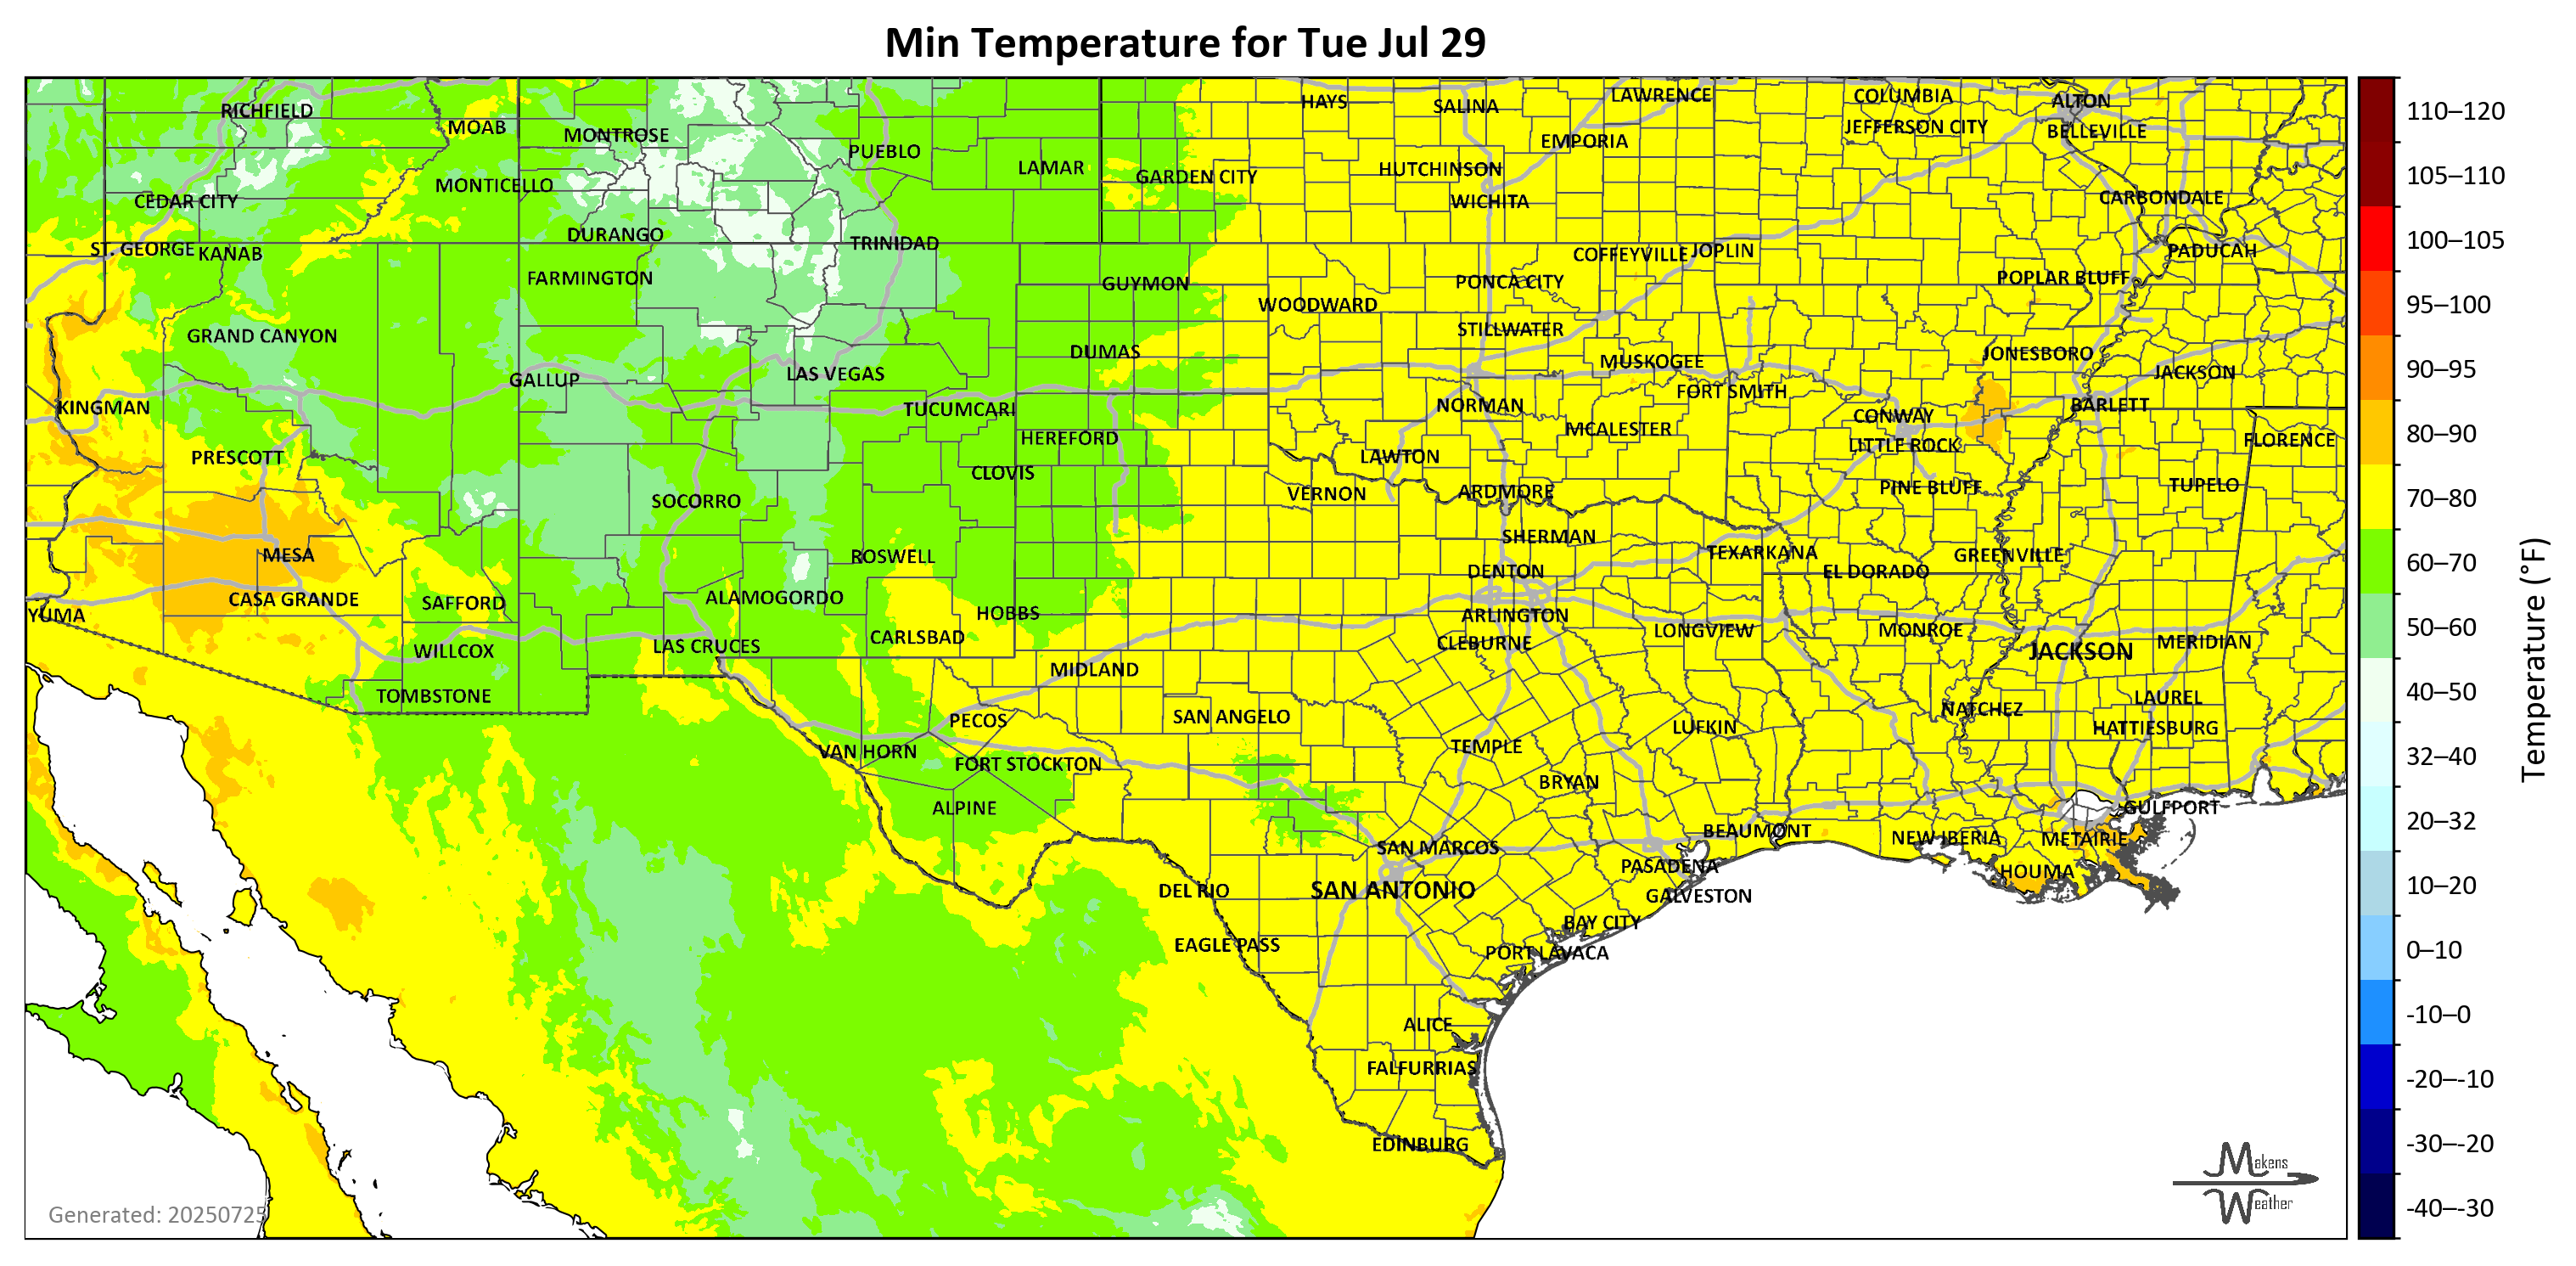 Min Temperature for Tue Jul 29
HAYS
SALINA
LAWRENCE
COLUMBIA
ALTON
RICHFIELD
MOAB
MONTROSE
EMPORIA
JEFFERSON CITY
BELLEVILLE
PUEBLO
LAMAR
GARDEN CITY
HUTCHINSON
MONTICELLO
CEDAR CITY
WICHITA
CARBONDALE
DURANGO
TRINIDAD
ST. GEORGE
KANAB
COFFEYVILLE
JOPLIN
PADUCAH
FARMINGTON
GUYMON
PONCA CITY
POPLAR BLUFF
WOODWARD
GRAND CANYON
STILLWATER
DUMAS
MUSKOGEE
JONESBORO
GALLUP
LAS VEGAS
FORT SMITH
JACKSON
KINGMAN
TUCUMCARI
NORMAN
CONWAY
BARLETT
HEREFORD
MCALESTER
LITTLE ROCK
FLORENCE
PRESCOTT
CLOVIS
LAWTON
SOCORRO
VERNON
ARDMORE
PINE BLUFF
TUPELO
MESA
ROSWELL
SHERMAN
TEXARKANA
GREENVILLE
DENTON
EL DORADO
CASA GRANDE
SAFFORD
ALAMOGORDO
HOBBS
ARLINGTON
YUMA
WILLCOX
LAS CRUCES
CARLSBAD
CLEBURNE
LONGVIEW
MONROE
JACKSON
MERIDIAN
TOMBSTONE
MIDLAND
LAUREL
PECOS
SAN ANGELO
LUFKIN
NATCHEZ
HATTIESBURG
VAN HORN
FORT STOCKTON
TEMPLE
BRYAN
ALPINE
GULFPORT
SAN MARCOS
BEAUMONT
NEW IBERIA
METAIRIE
DEL RIO
SAN ANTONIO
PASADENA
HOUMA
GALVESTON
EAGLE PASS
BAY CITY
PORT LAVACA
ALICE
FALFURRIAS
EDINBURG
Generated: 20250725
Makens
Weather
110–120
105–110
100–105
95–100
90–95
80–90
70–80
60–70
50–60
40–50
32–40
20–32
10–20
0–10
-10–0
-20–-10
-30–-20
-40–-30
Temperature (°F)